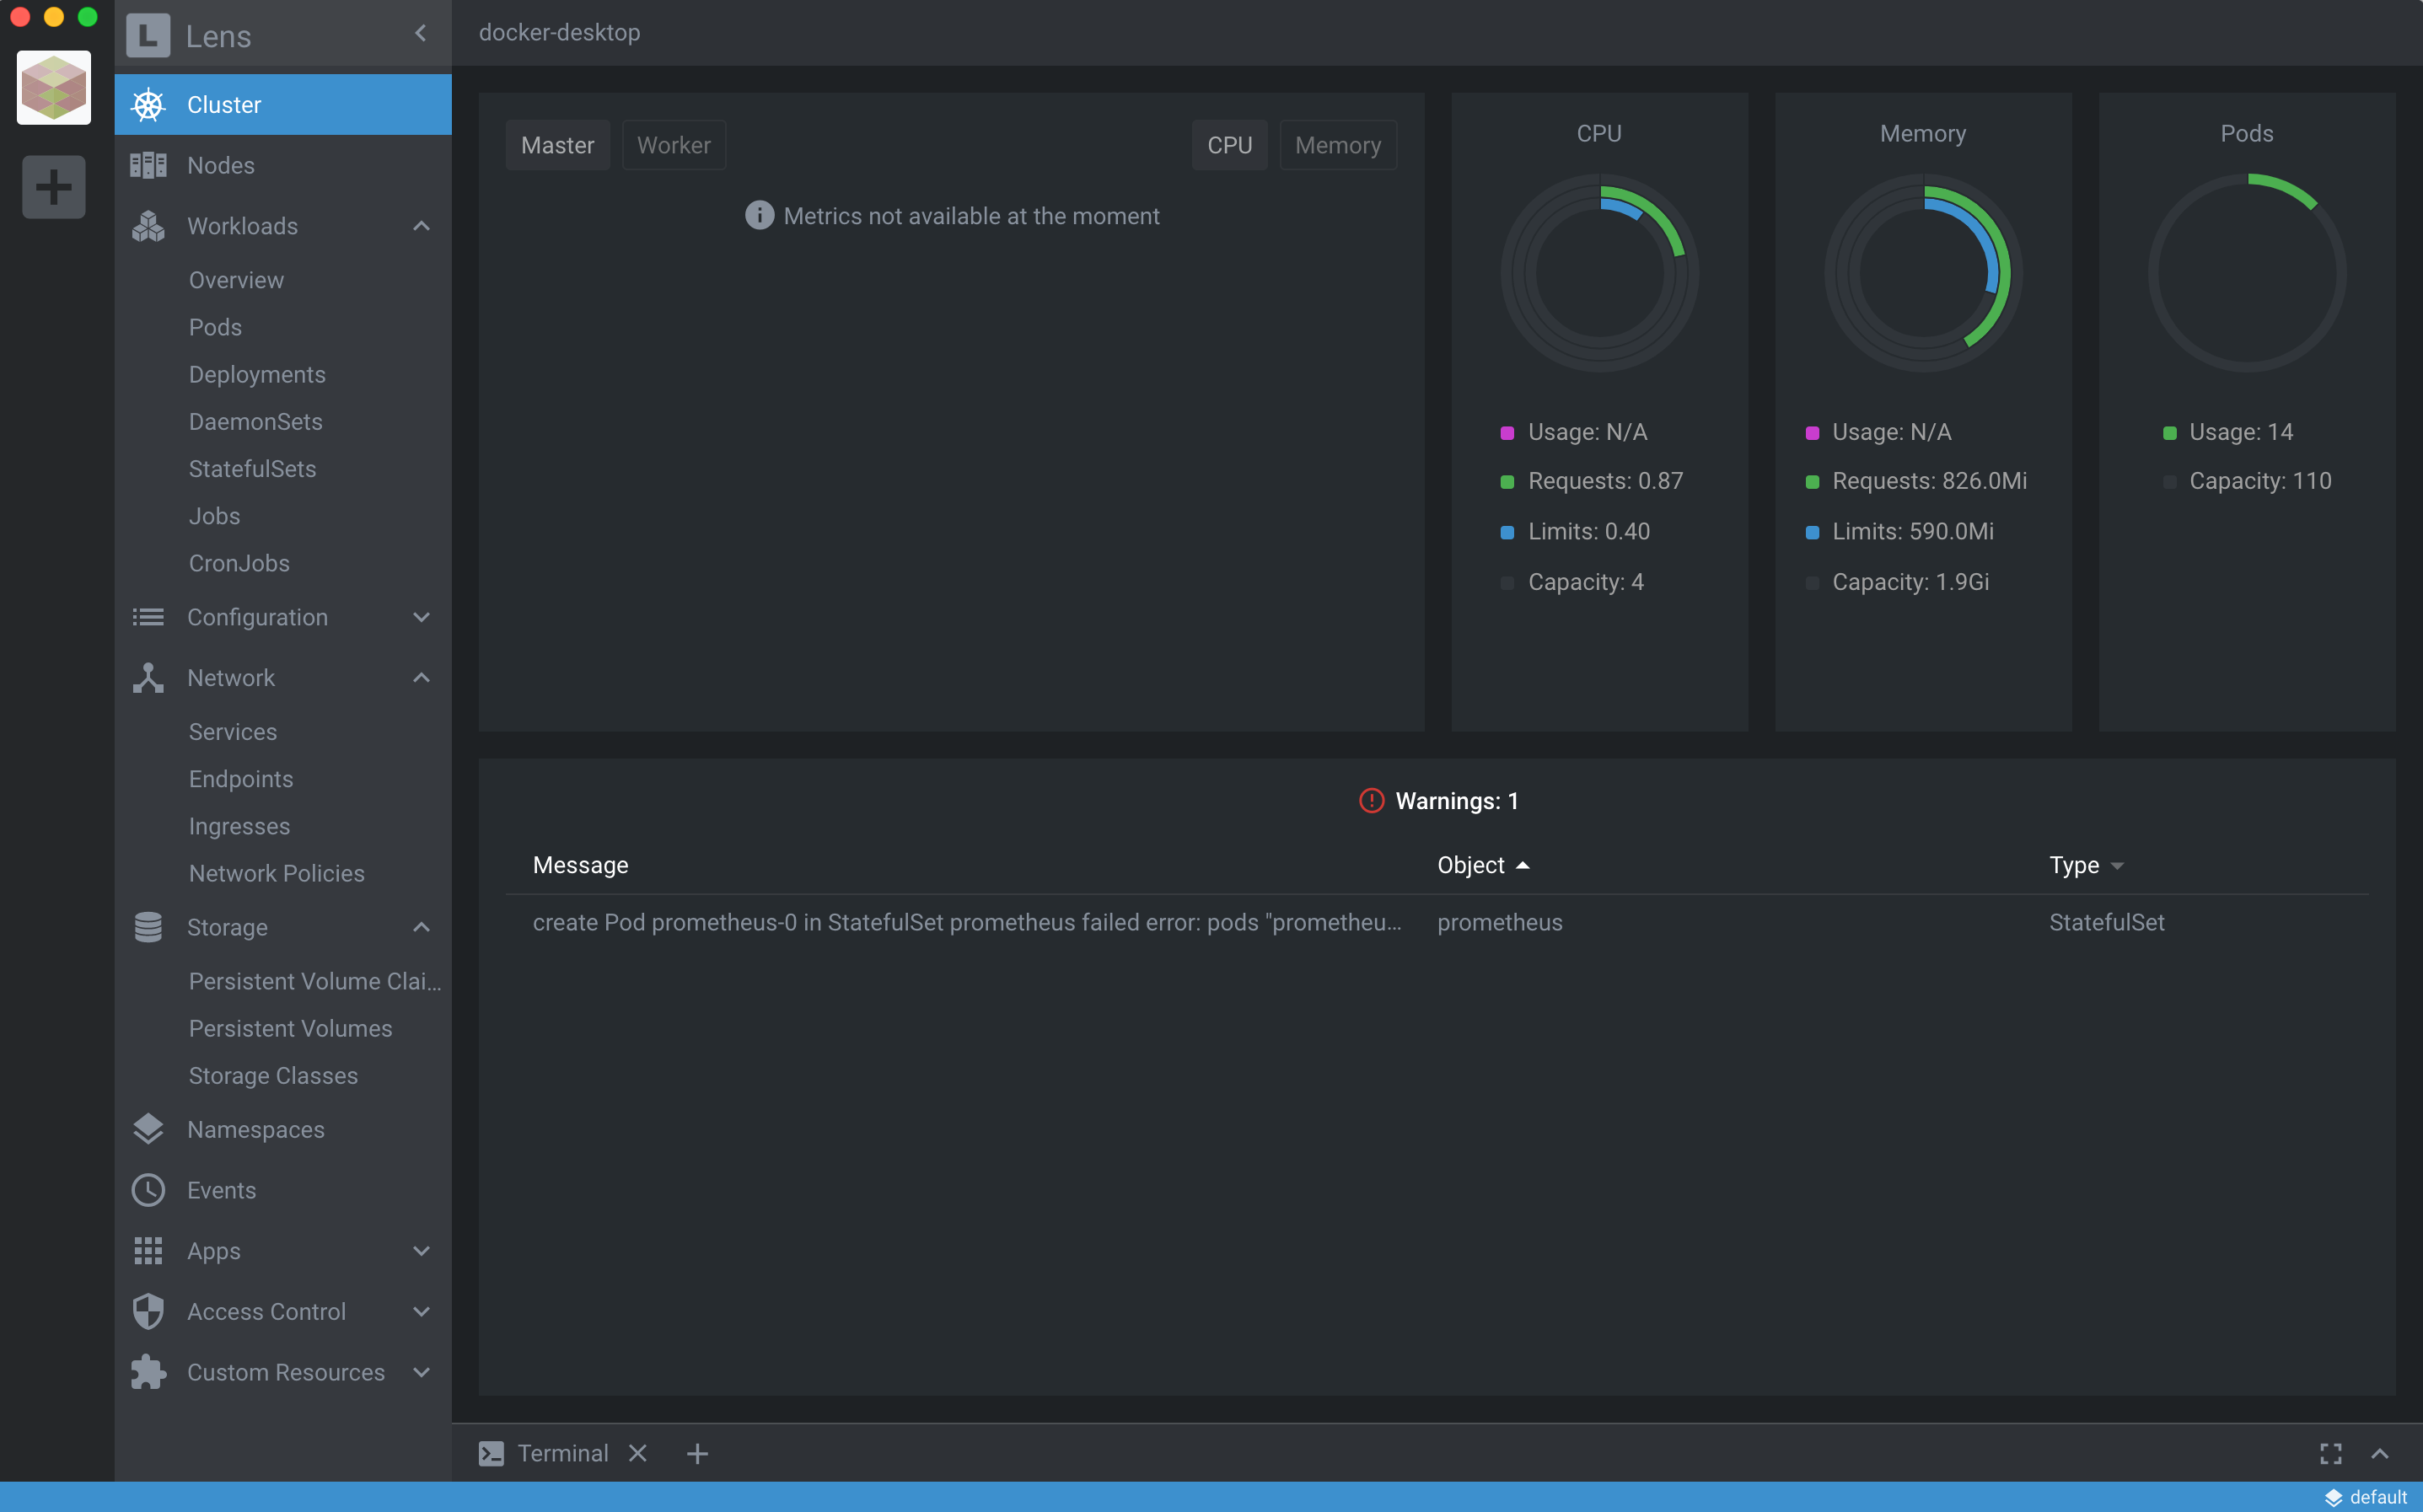 L Lens
docker-desktop
Cluster
Nodes
Workloads
Overview
Pods
Deployments
DaemonSets
StatefulSets
Jobs
CronJobs
Configuration
Network
Services
Endpoints
Ingresses
Network Policies
Storage
Persistent Volume Clai...
Persistent Volumes
Storage Classes
Namespaces
Events
Apps
Access Control
Custom Resources
Master Worker CPU Memory
Metrics not available at the moment
CPU
Usage: N/A
Requests: 0.87
Limits: 0.40
Capacity: 4
Memory
Usage: N/A
Requests: 826.0Mi
Limits: 590.0Mi
Capacity: 1.9Gi
Pods
Usage: 14
Capacity: 110
Warnings: 1
Message Object Type
create Pod prometheus-0 in StatefulSet prometheus failed error: pods "prometheu... prometheus StatefulSet
Terminal
default